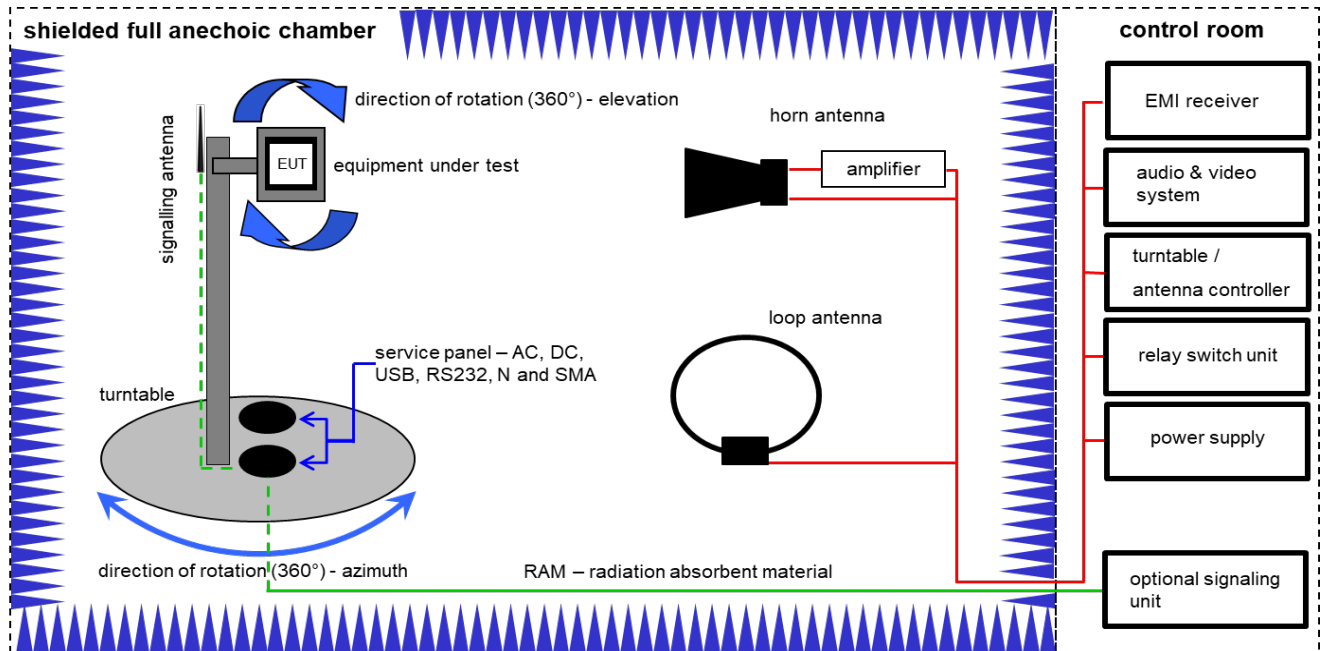 shielded full anechoic chamber
control room
direction of rotation (360°) - elevation
signalling antenna
EUT
equipment under test
horn antenna
amplifier
loop antenna
service panel – AC, DC,
USB, RS232, N and SMA
turntable
direction of rotation (360°) - azimuth
RAM – radiation absorbent material
EMI receiver
audio & video
system
turntable /
antenna controller
relay switch unit
power supply
optional signaling
unit